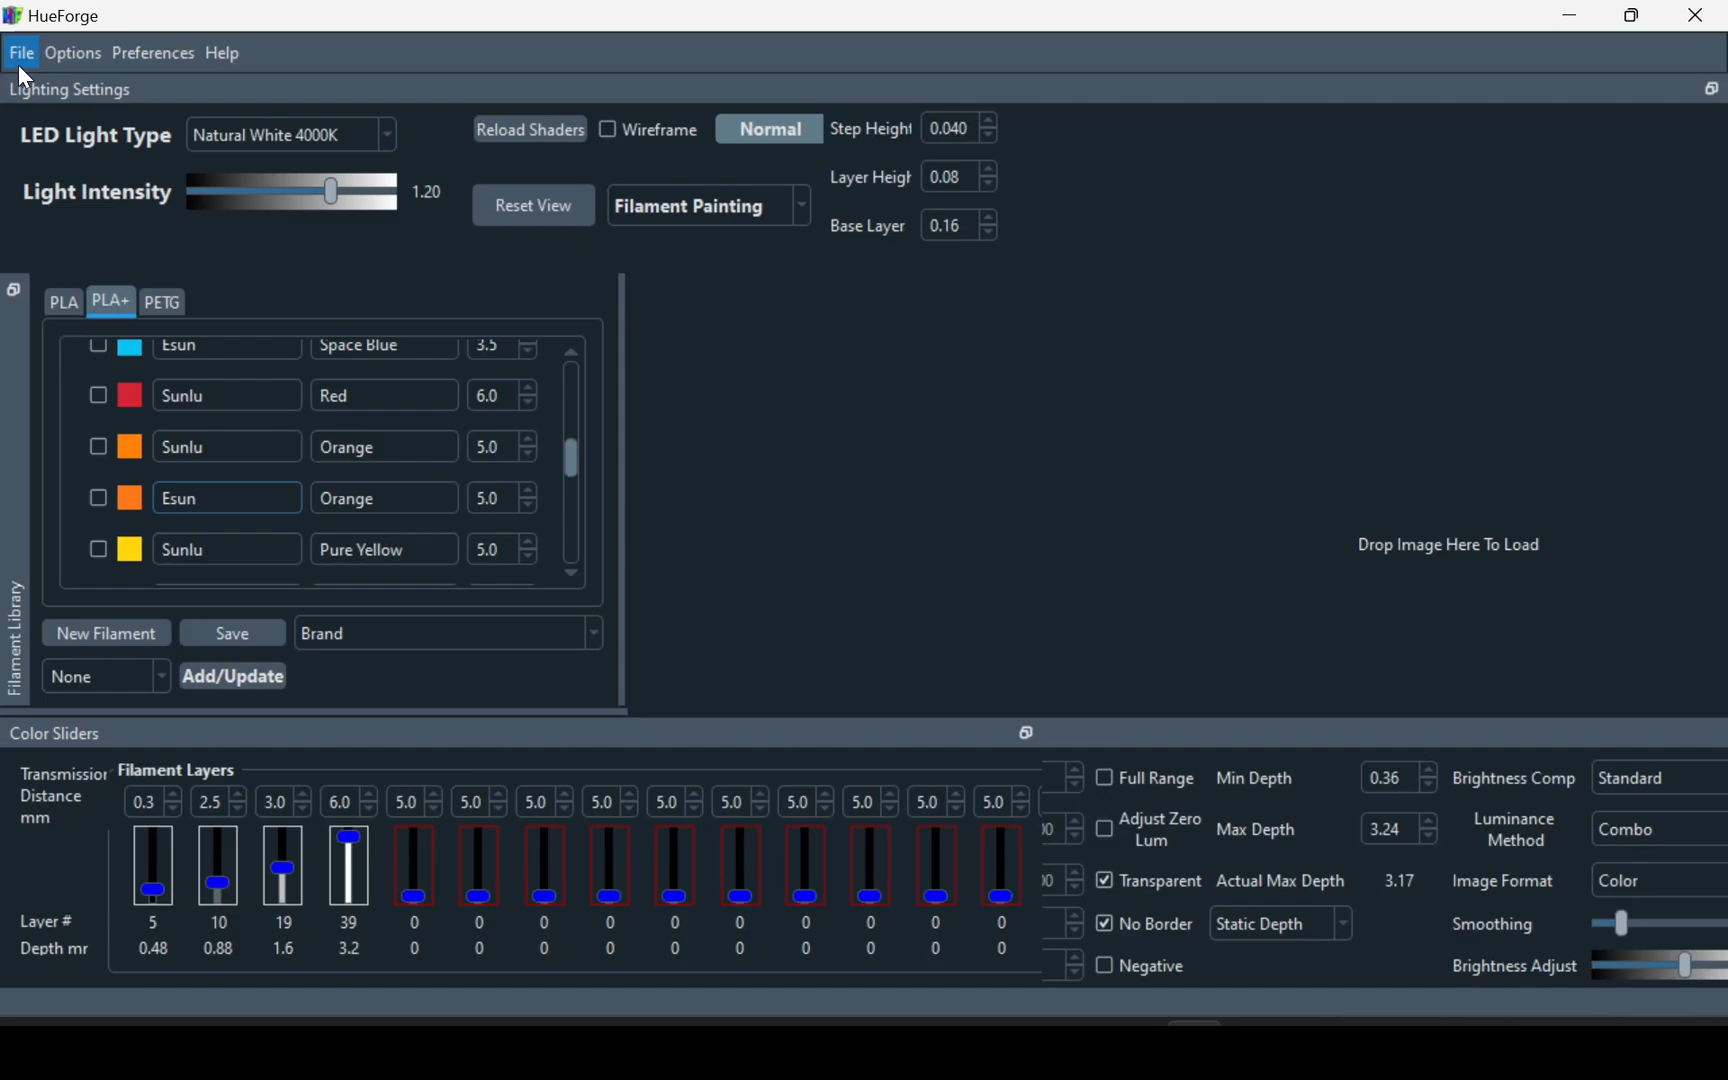 HueForge
File Options Preferences Help
Lighting Settings
LED Light Type Natural White 4000K Reload Shaders Wireframe Normal Step Height 0.040
Layer Heigh 0.08
Light Intensity 1.20 Reset View Filament Painting
Base Layer 0.16
PLA PLA+ PETG
Esun Space Blue 3.5
Sunlu Red 6.0
Sunlu Orange 5.0
Esun Orange 5.0
Sunlu Pure Yellow 5.0
Drop Image Here To Load
Filament Library
New Filament Save Brand
None Add/Update
Color Sliders
Transmission
Distance
mm
Filament Layers
0.3 2.5 3.0 6.0 5.0 5.0 5.0 5.0 5.0 5.0 5.0 5.0 5.0 5.0
Layer # 5 10 19 39 0 0 0 0 0 0 0 0 0 0
Depth mr 0.48 0.88 1.6 3.2 0 0 0 0 0 0 0 0 0 0
Full Range Min Depth 0.36 Brightness Comp Standard
Adjust Zero
Lum
Max Depth 3.24
Luminance
Method
Combo
Transparent Actual Max Depth 3.17 Image Format Color
No Border Static Depth Smoothing
Negative Brightness Adjust